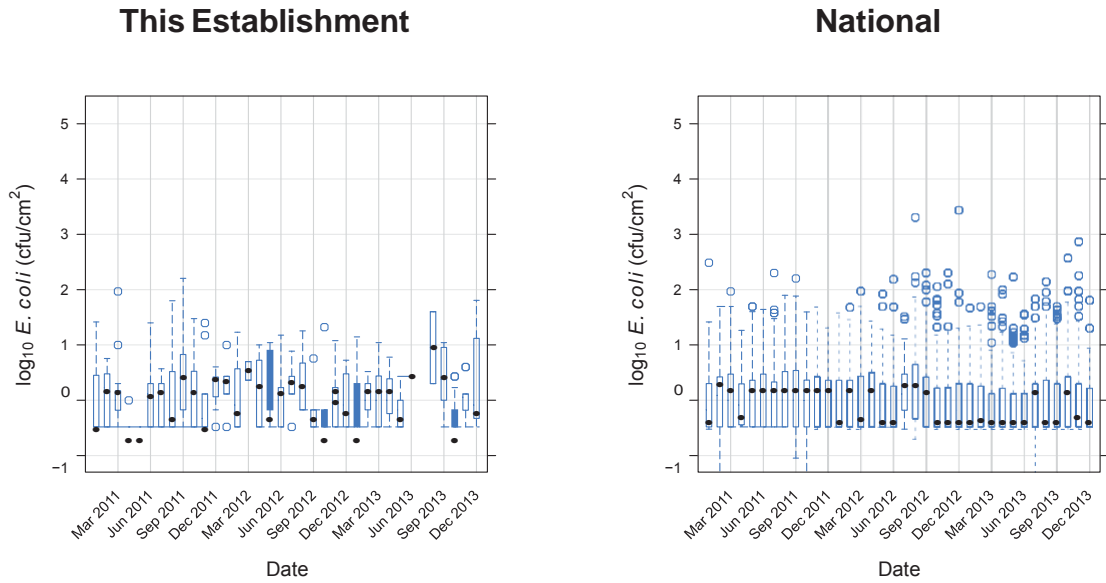 This Establishment
National
log10 E. coli (cfu/cm2)
5
4
3
2
1
0
−1
Mar 2011
Jun 2011
Sep 2011
Dec 2011
Mar 2012
Jun 2012
Sep 2012
Dec 2012
Mar 2013
Jun 2013
Sep 2013
Dec 2013
Date
log10 E. coli (cfu/cm2)
5
4
3
2
1
0
−1
Mar 2011
Jun 2011
Sep 2011
Dec 2011
Mar 2012
Jun 2012
Sep 2012
Dec 2012
Mar 2013
Jun 2013
Sep 2013
Dec 2013
Date